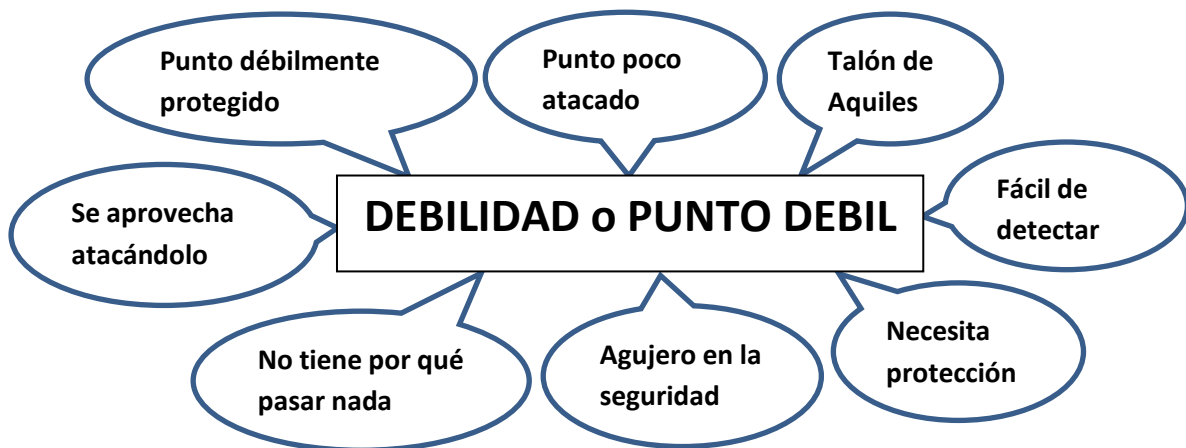 Punto débilmente
protegido
Punto poco
atacado
Talón de
Aquiles
Se aprovecha
atacándolo
DEBILIDAD o PUNTO DEBIL
Fácil de
detectar
No tiene por qué
pasar nada
Agujero en la
seguridad
Necesita
protección